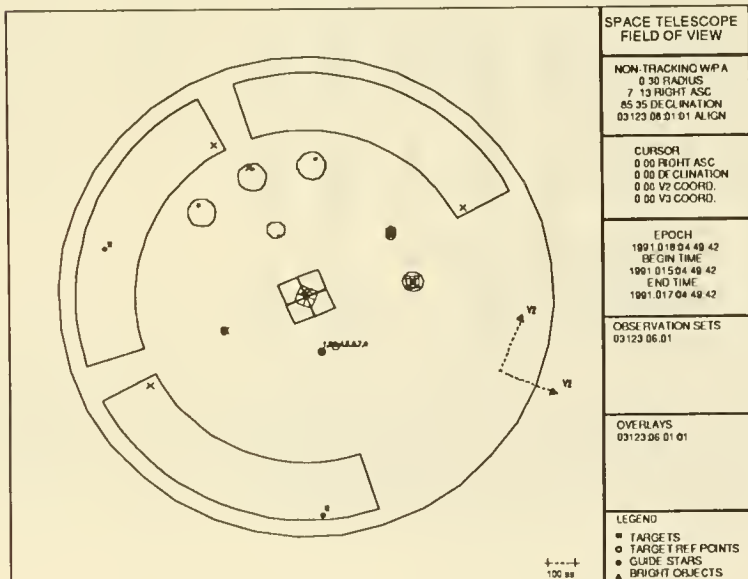 SPACE TELESCOPE
FIELD OF VIEW
NON-TRACKING W/P A
0 30 RADIUS
7 13 RIGHT ASC
85 35 DECLINATION
03123 08:01:01 ALIGN
CURSOR
0 00 RIGHT ASC
0 00 DECLINATION
0 00 V2 COORD.
0 00 V3 COORD.
EPOCH
1991.018:04 49 42
BEGIN TIME
1991.015:04 49 42
END TIME
1991.017:04 49 42
OBSERVATION SETS
03123 06.01
OVERLAYS
03123:06 01 01
LEGEND
TARGETS
TARGET REF POINTS
GUIDE STARS
BRIGHT OBJECTS
V2
V2
100